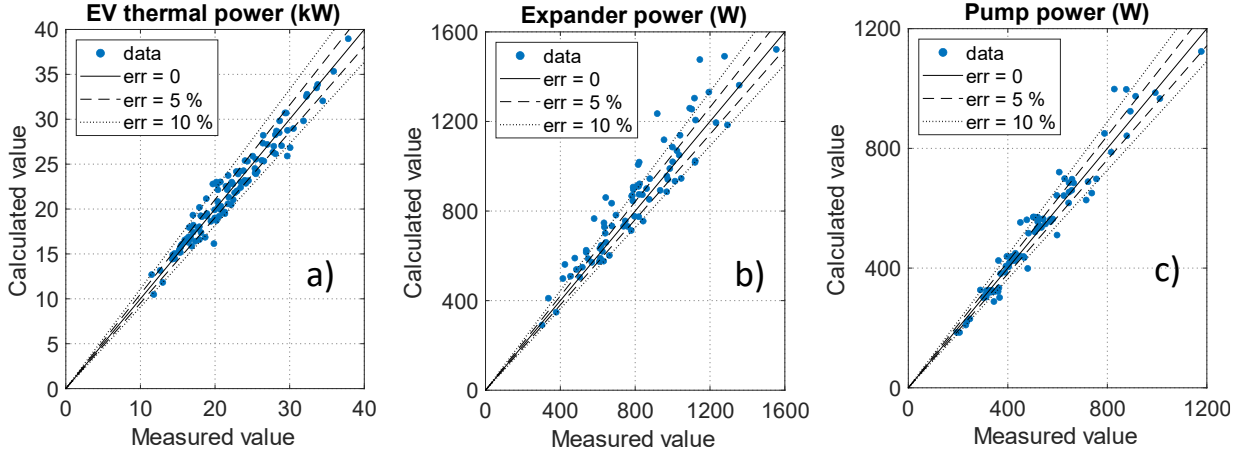 EV thermal power (kW)
40
35
30
25
20
15
10
5
0
0 10 20 30 40
Calculated value
Measured value
data
err = 0
err = 5 %
err = 10 %
a)
Expander power (W)
1600
1200
800
400
0
0 400 800 1200 1600
Calculated value
Measured value
data
err = 0
err = 5 %
err = 10 %
b)
Pump power (W)
1200
800
400
0
0 400 800 1200
Calculated value
Measured value
data
err = 0
err = 5 %
err = 10 %
c)